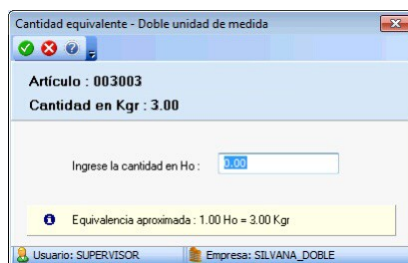 Cantidad equivalente - Doble unidad de medida
Artículo : 003003
Cantidad en Kgr : 3.00
Ingrese la cantidad en Ho : 0.00
Equivalencia aproximada : 1.00 Ho = 3.00 Kgr
Usuario: SUPERVISOR Empresa: SILVANA_DOBLE